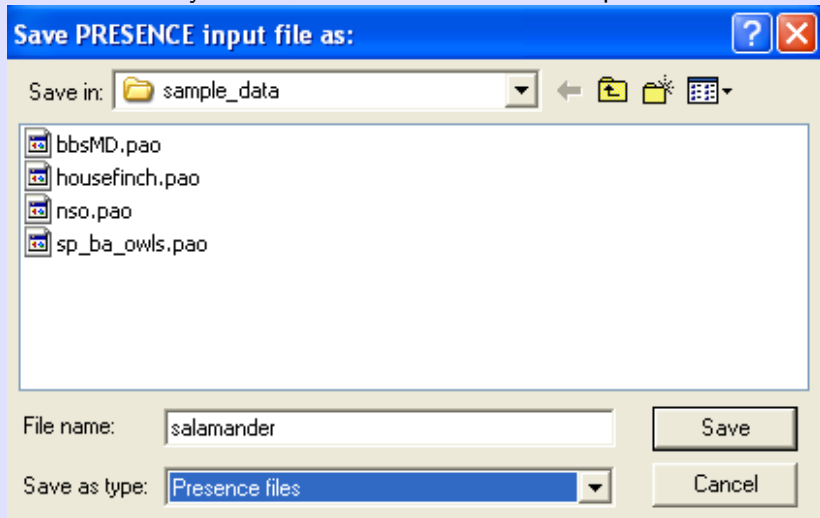 Save PRESENCE input file as:
Save in: sample_data
bbsMD.pao
housefinch.pao
nso.pao
sp_ba_owls.pao
File name: salamander Save
Save as type: Presence files Cancel